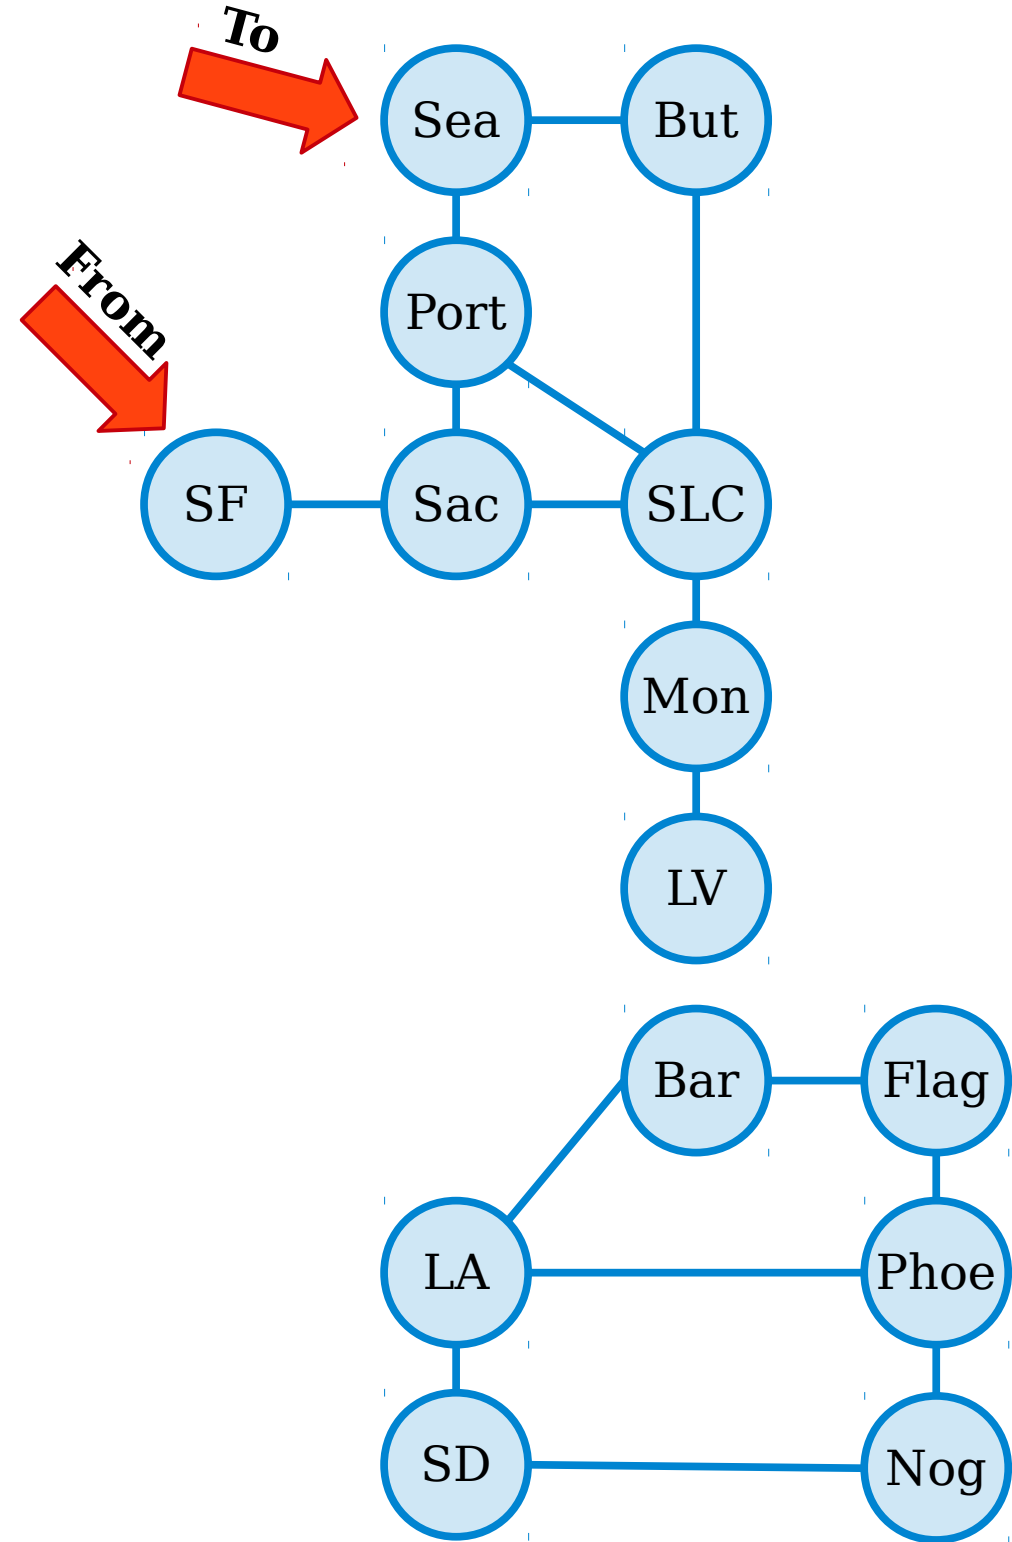 To
Sea
But
From
Port
SF
Sac
SLC
Mon
LV
Bar
Flag
LA
Phoe
SD
Nog